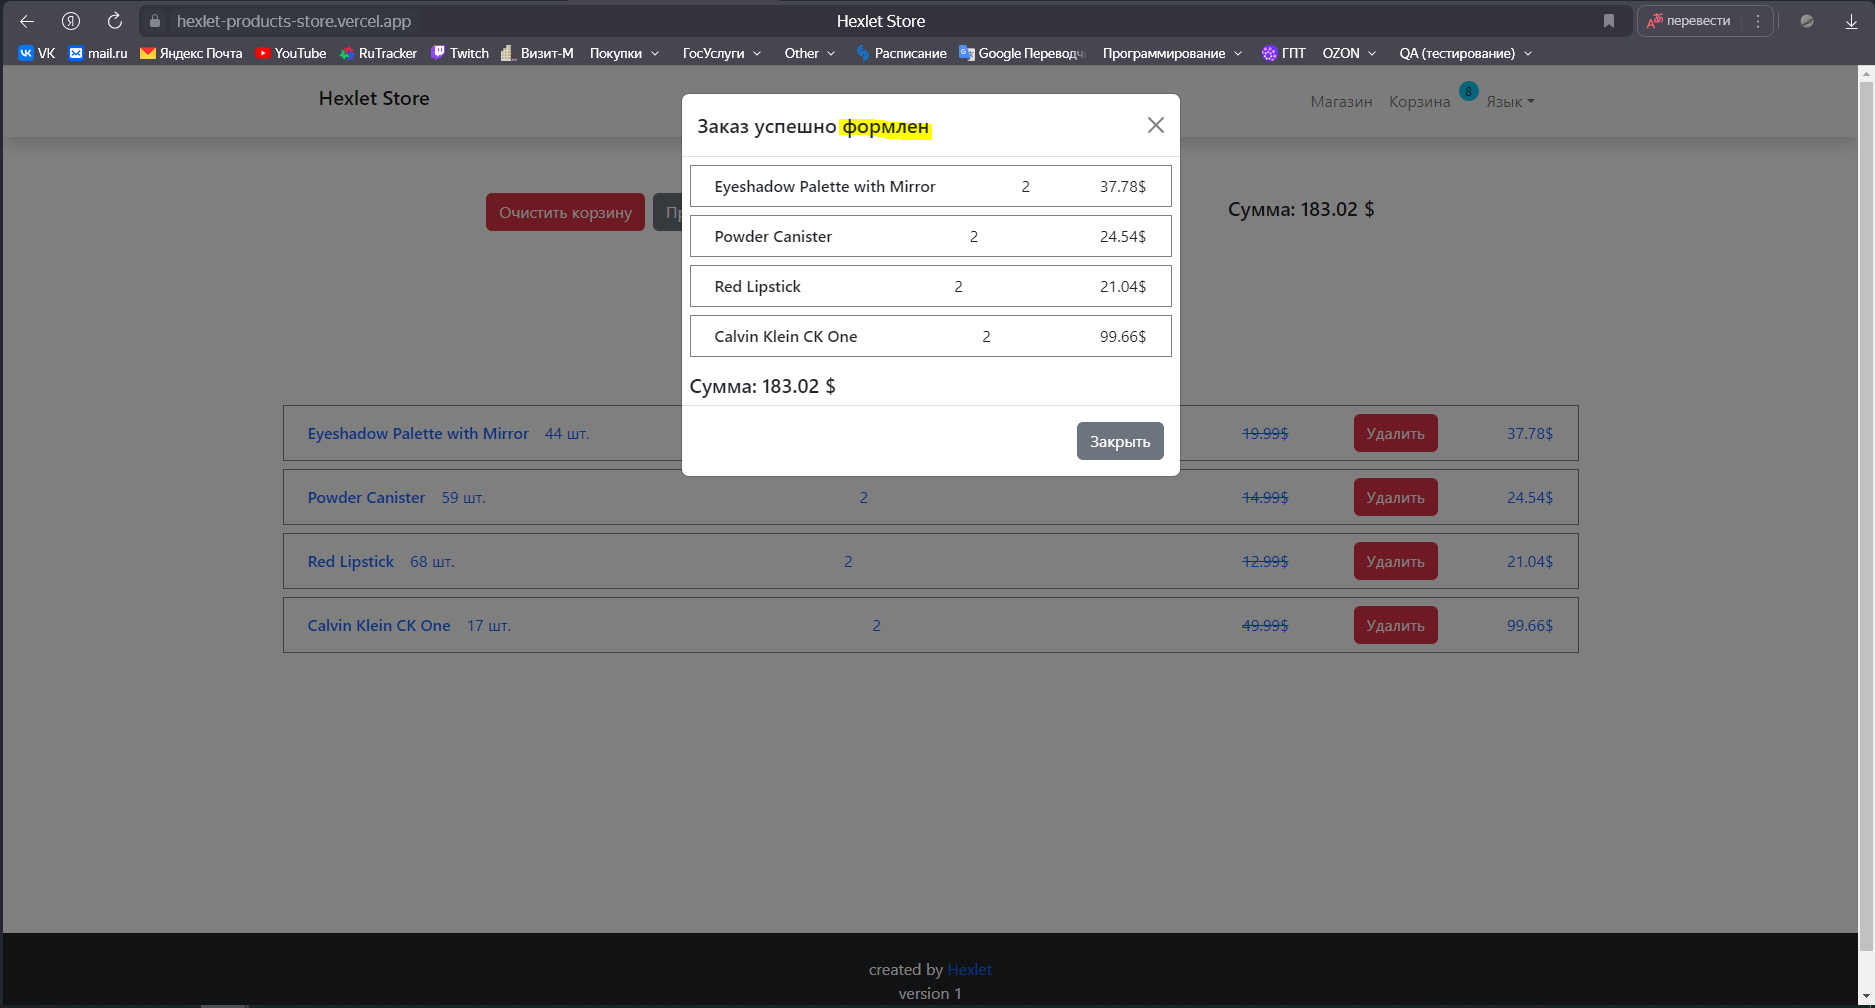 hexlet-products-store.vercel.app
Hexlet Store
перевести
VK
mail.ru
Яндекс Почта
YouTube
RuTracker
Twitch
Визит-М
Покупки
ГосУслуги
Other
Расписание
Google Переводч
Программирование
ГПТ
OZON
QA (тестирование)
Hexlet Store
Магазин
Корзина
8
Язык
Заказ успешно формлен
Eyeshadow Palette with Mirror 2 37.78$
Powder Canister 2 24.54$
Red Lipstick 2 21.04$
Calvin Klein CK One 2 99.66$
Сумма: 183.02 $
Закрыть
Очистить корзину
Пр
Сумма: 183.02 $
Eyeshadow Palette with Mirror 44 шт. 19.99$ Удалить 37.78$
Powder Canister 59 шт. 2 14.99$ Удалить 24.54$
Red Lipstick 68 шт. 2 12.99$ Удалить 21.04$
Calvin Klein CK One 17 шт. 2 49.99$ Удалить 99.66$
created by Hexlet
version 1